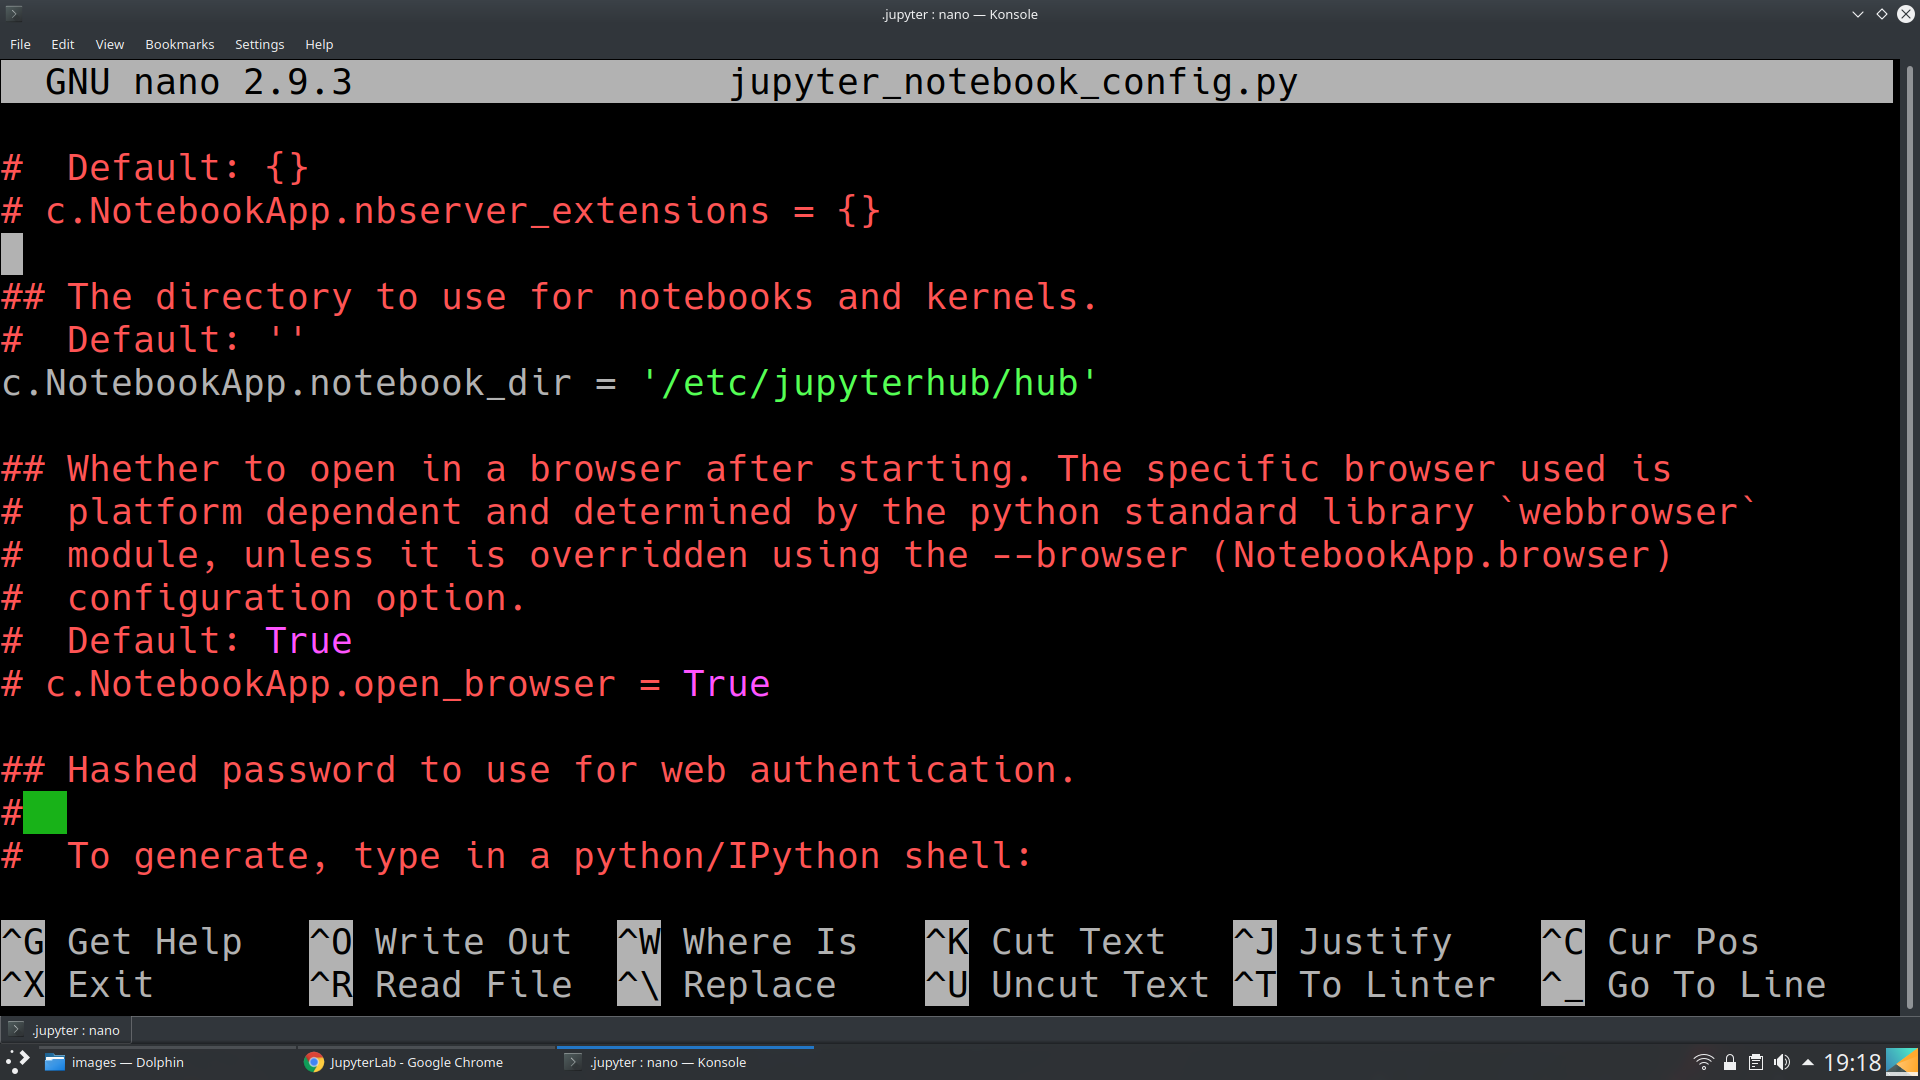 .jupyter : nano — Konsole
File Edit View Bookmarks Settings Help
GNU nano 2.9.3 jupyter_notebook_config.py
#  Default: {}
# c.NotebookApp.nbserver_extensions = {}
## The directory to use for notebooks and kernels.
#  Default: ''
c.NotebookApp.notebook_dir = '/etc/jupyterhub/hub'
## Whether to open in a browser after starting. The specific browser used is
#  platform dependent and determined by the python standard library `webbrowser`
#  module, unless it is overridden using the --browser (NotebookApp.browser)
#  configuration option.
#  Default: True
# c.NotebookApp.open_browser = True
## Hashed password to use for web authentication.
#
#  To generate, type in a python/IPython shell:
^G Get Help ^O Write Out ^W Where Is ^K Cut Text ^J Justify ^C Cur Pos
^X Exit ^R Read File ^\ Replace ^U Uncut Text ^T To Linter ^_ Go To Line
.jupyter : nano
images — Dolphin JupyterLab - Google Chrome .jupyter : nano — Konsole 19:18